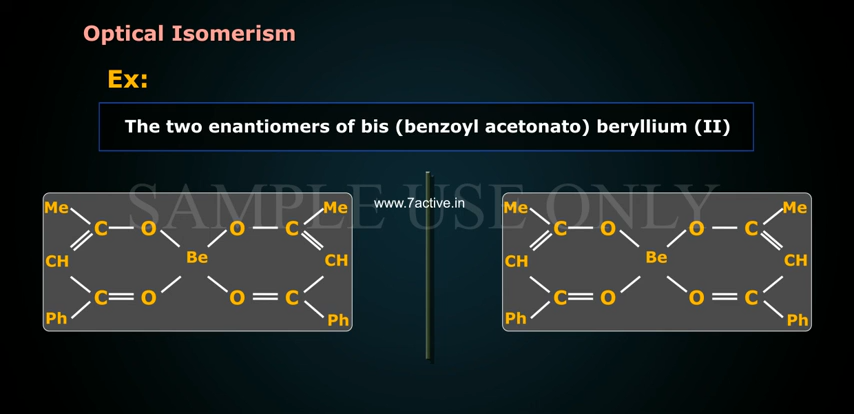 Optical Isomerism
Ex:
The two enantiomers of bis (benzoyl acetonato) beryllium (II)
SAMPLE USE ONLY
www.7active.in
Me Me Me Me
C O O C C O O C
CH Be CH CH Be CH
C O O C C O O C
Ph Ph Ph Ph